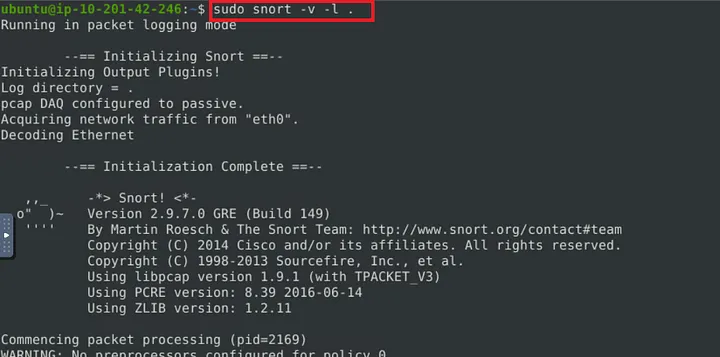 ubuntu@ip-10-201-42-246:~$ sudo snort -v -l .
Running in packet logging mode
--== Initializing Snort ==--
Initializing Output Plugins!
Log directory = .
pcap DAQ configured to passive.
Acquiring network traffic from "eth0".
Decoding Ethernet
--== Initialization Complete ==--
,,_     -*> Snort! <*-
o"  )~   Version 2.9.7.0 GRE (Build 149)
''''    By Martin Roesch & The Snort Team: http://www.snort.org/contact#team
Copyright (C) 2014 Cisco and/or its affiliates. All rights reserved.
Copyright (C) 1998-2013 Sourcefire, Inc., et al.
Using libpcap version 1.9.1 (with TPACKET_V3)
Using PCRE version: 8.39 2016-06-14
Using ZLIB version: 1.2.11
Commencing packet processing (pid=2169)
WARNING: No preprocessors configured for policy 0.